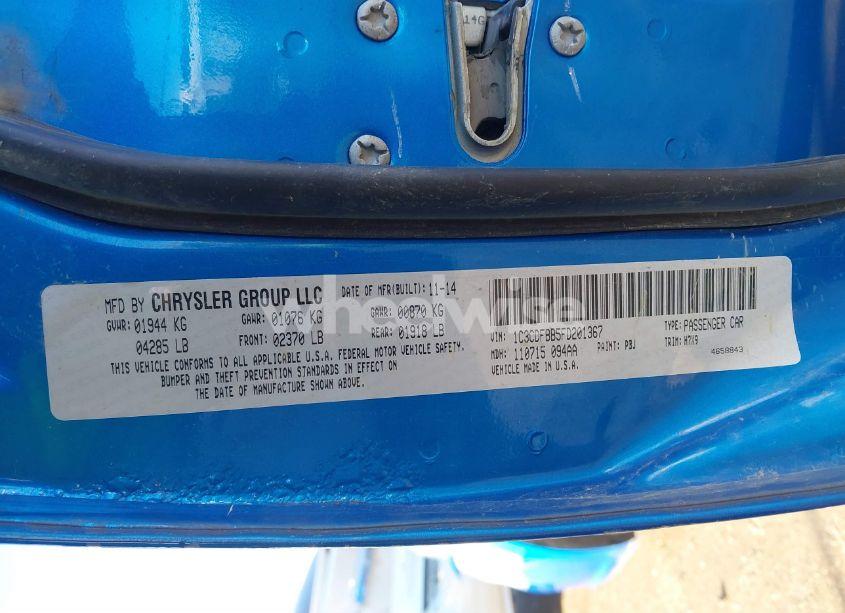 14G
MFD BY CHRYSLER GROUP LLC DATE OF MFR(BUILT): 11-14
GVWR: 01944 KG GAWR: 01076 KG GAWR: 00870 KG
04285 LB FRONT: 02370 LB REAR: 01918 LB
THIS VEHICLE CONFORMS TO ALL APPLICABLE U.S.A. FEDERAL MOTOR VEHICLE SAFETY,
BUMPER AND THEFT PREVENTION STANDARDS IN EFFECT ON
THE DATE OF MANUFACTURE SHOWN ABOVE.
VIN: 1C3CDFBB5FD201367 TYPE: PASSENGER CAR
MDH: 110715 094AA PAINT: PBJ TRIM: H7X9
VEHICLE MADE IN U.S.A. 4658843